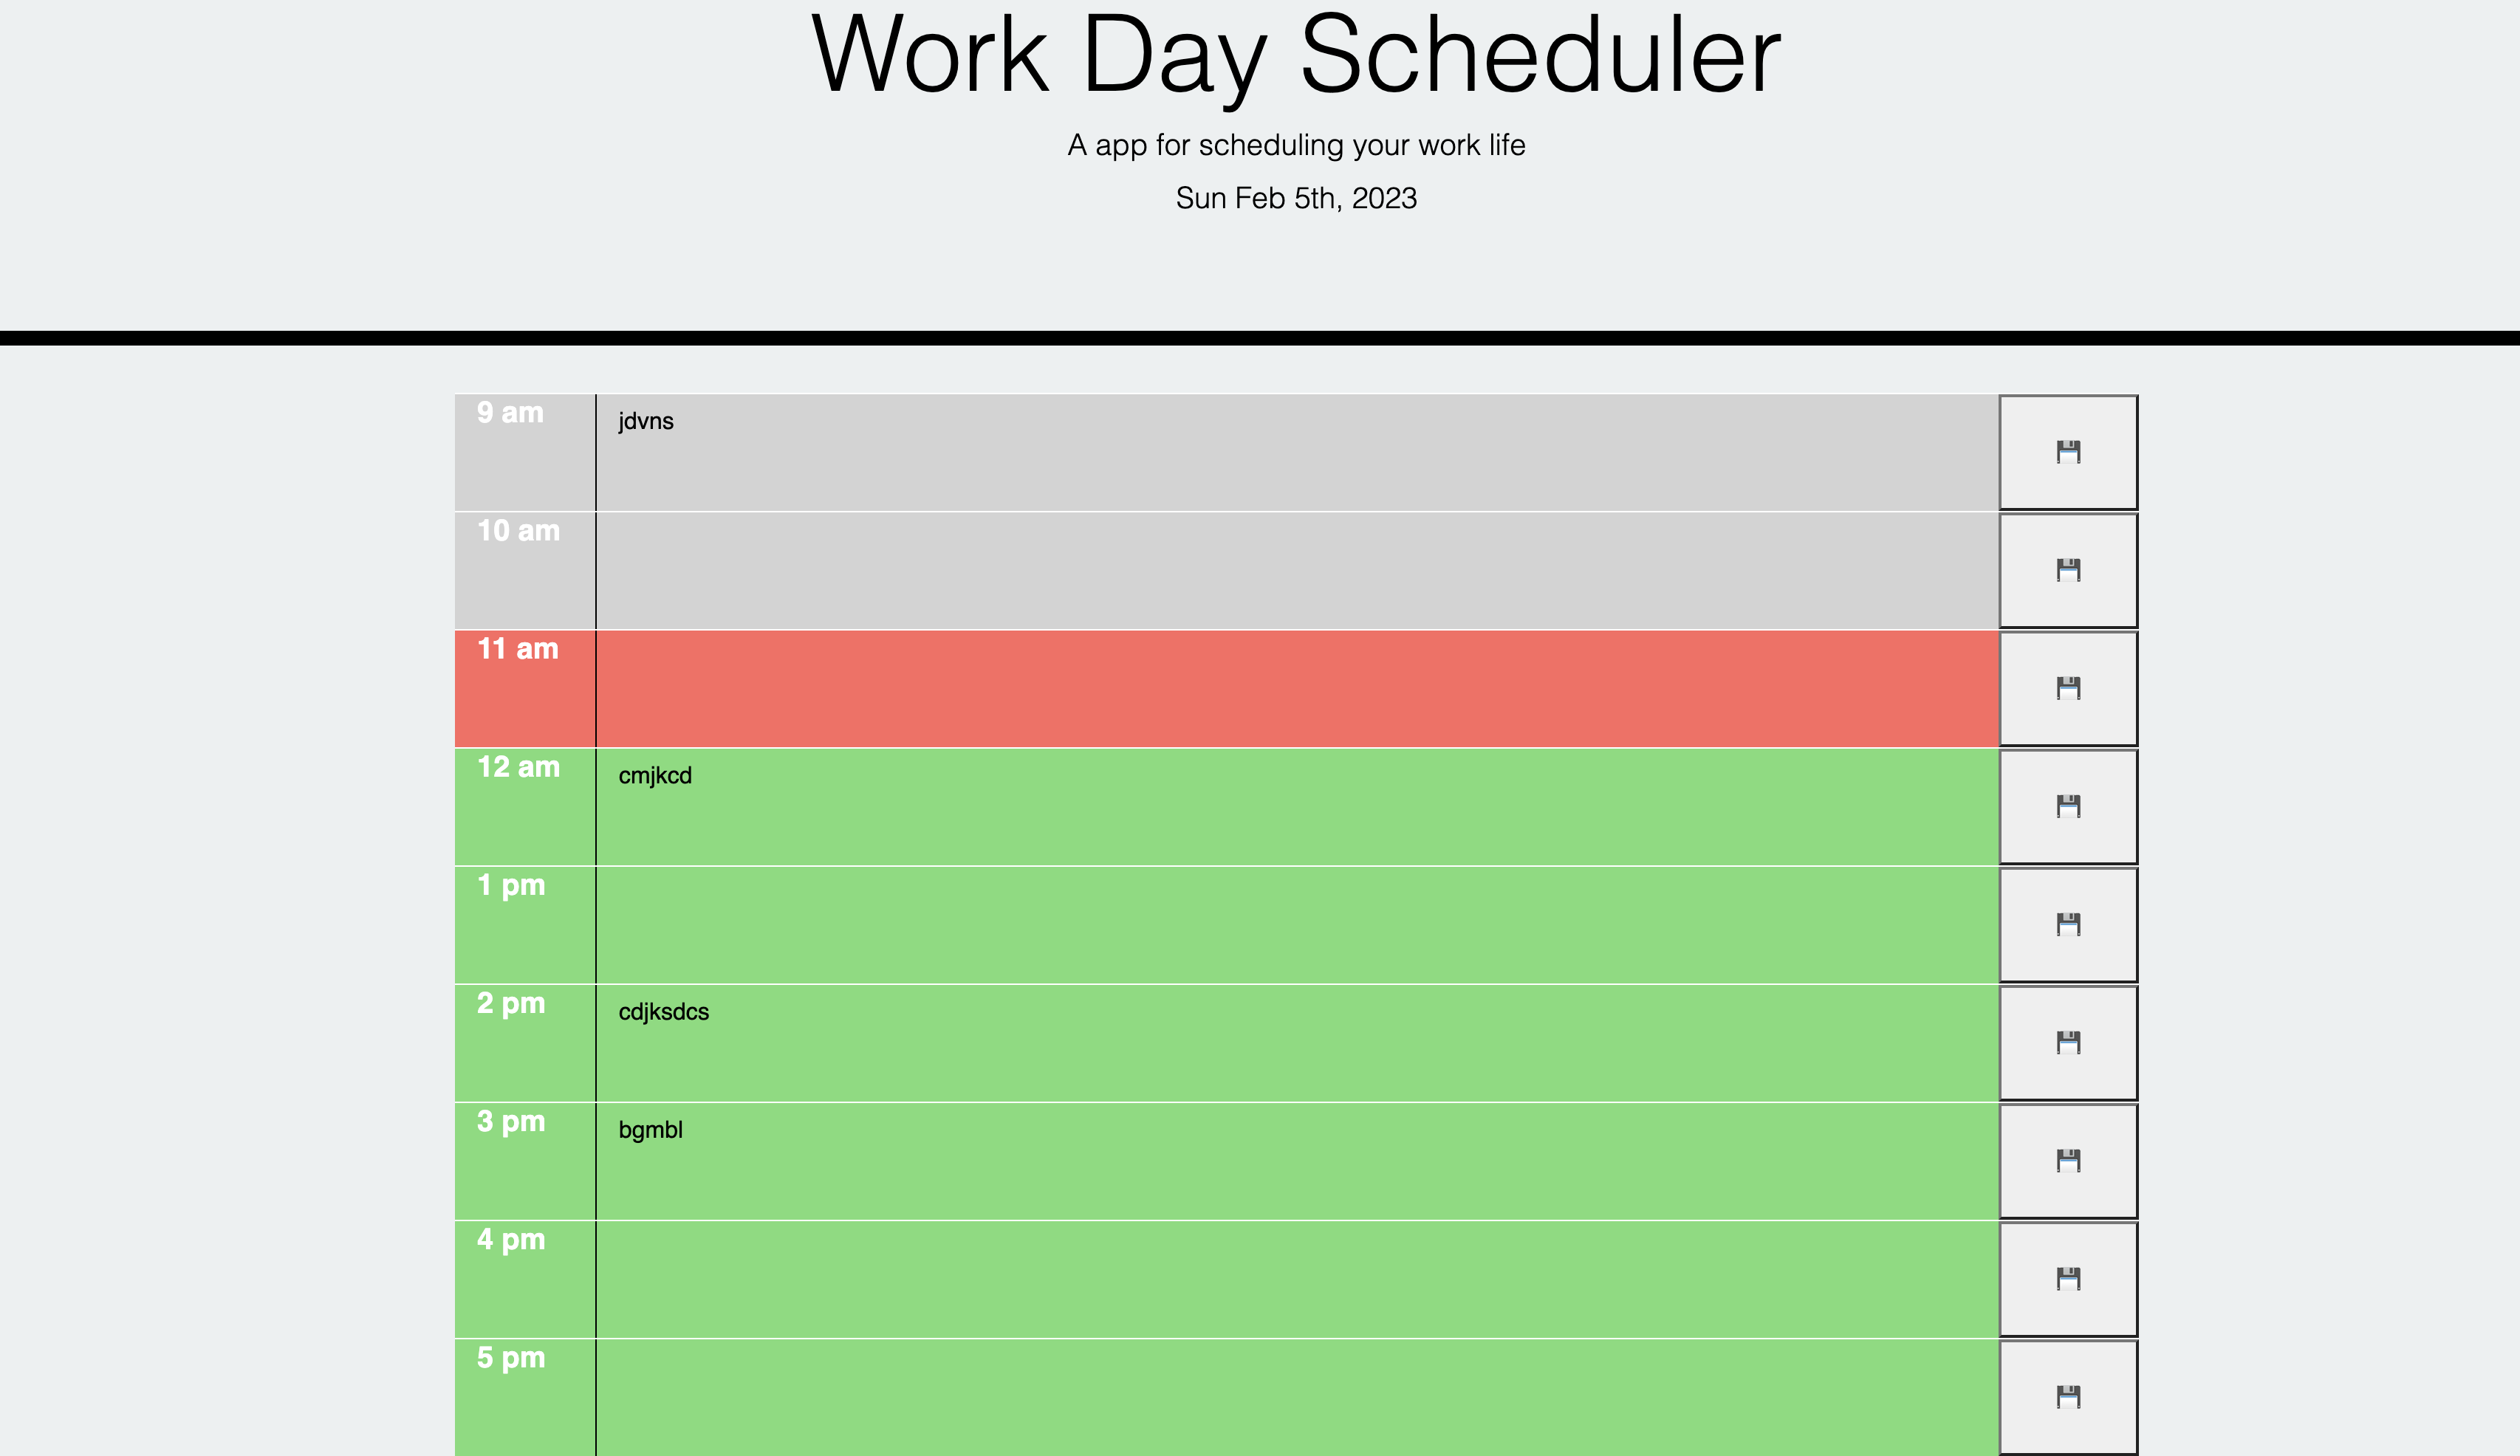 Work Day Scheduler
A app for scheduling your work life
Sun Feb 5th, 2023
9 am jdvns
10 am
11 am
12 am cmjkcd
1 pm
2 pm cdjksdcs
3 pm bgmbl
4 pm
5 pm